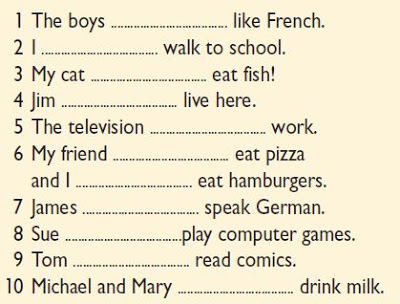 1 The boys ................................ like French.
2 I ................................ walk to school.
3 My cat ................................ eat fish!
4 Jim ................................ live here.
5 The television ................................ work.
6 My friend ................................ eat pizza
and I ................................ eat hamburgers.
7 James ................................ speak German.
8 Sue ................................play computer games.
9 Tom ................................ read comics.
10 Michael and Mary ................................ drink milk.